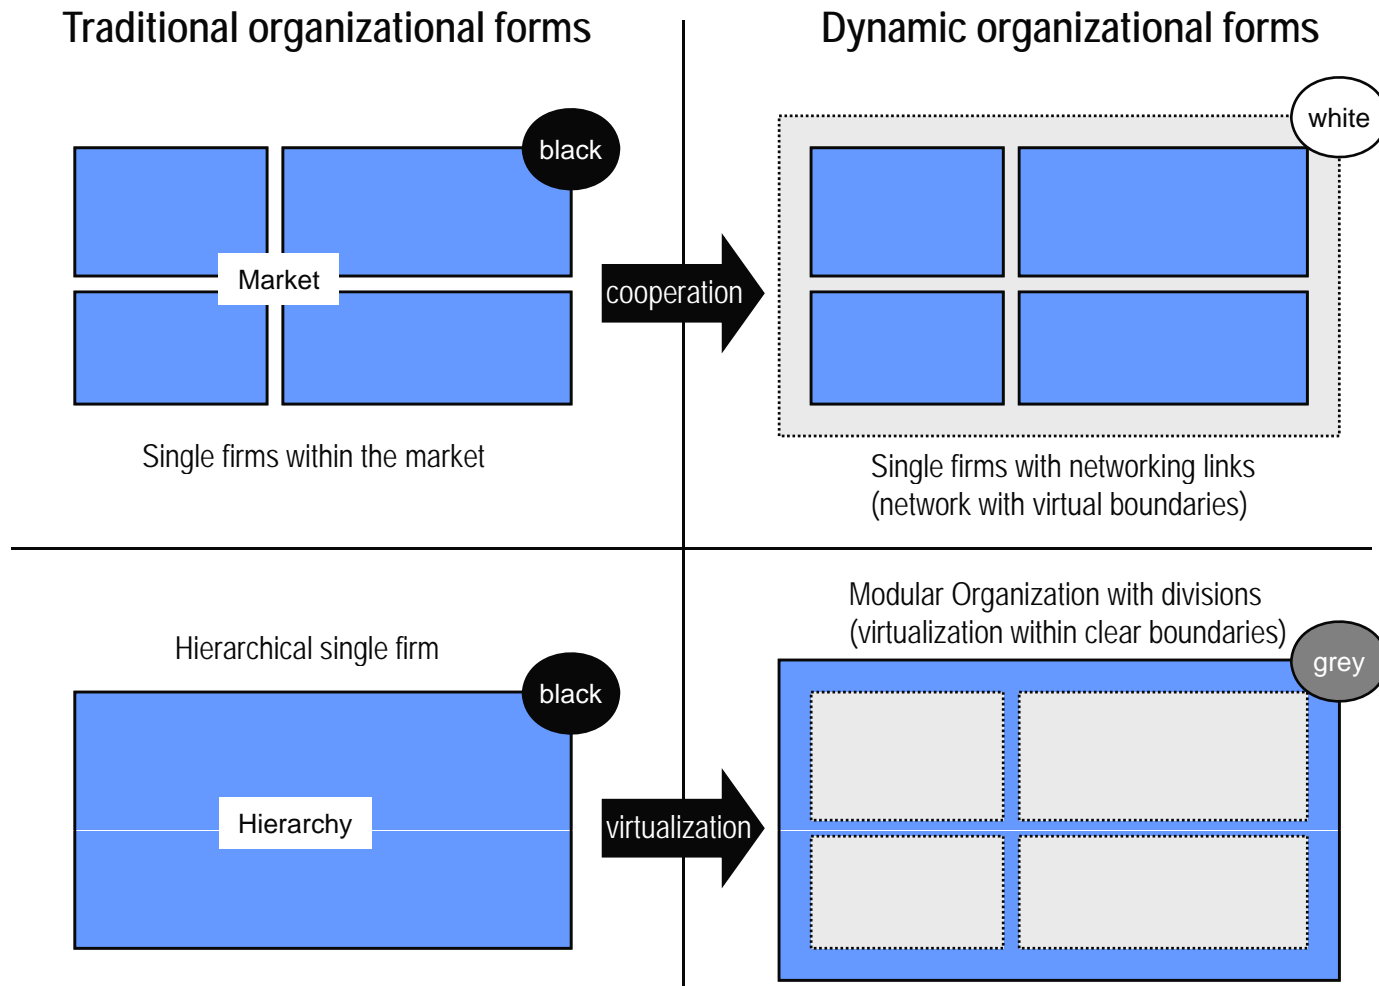 Traditional organizational forms
Dynamic organizational forms
black
white
Market
cooperation
Single firms within the market
Single firms with networking links
(network with virtual boundaries)
Hierarchical single firm
Modular Organization with divisions
(virtualization within clear boundaries)
black
grey
Hierarchy
virtualization